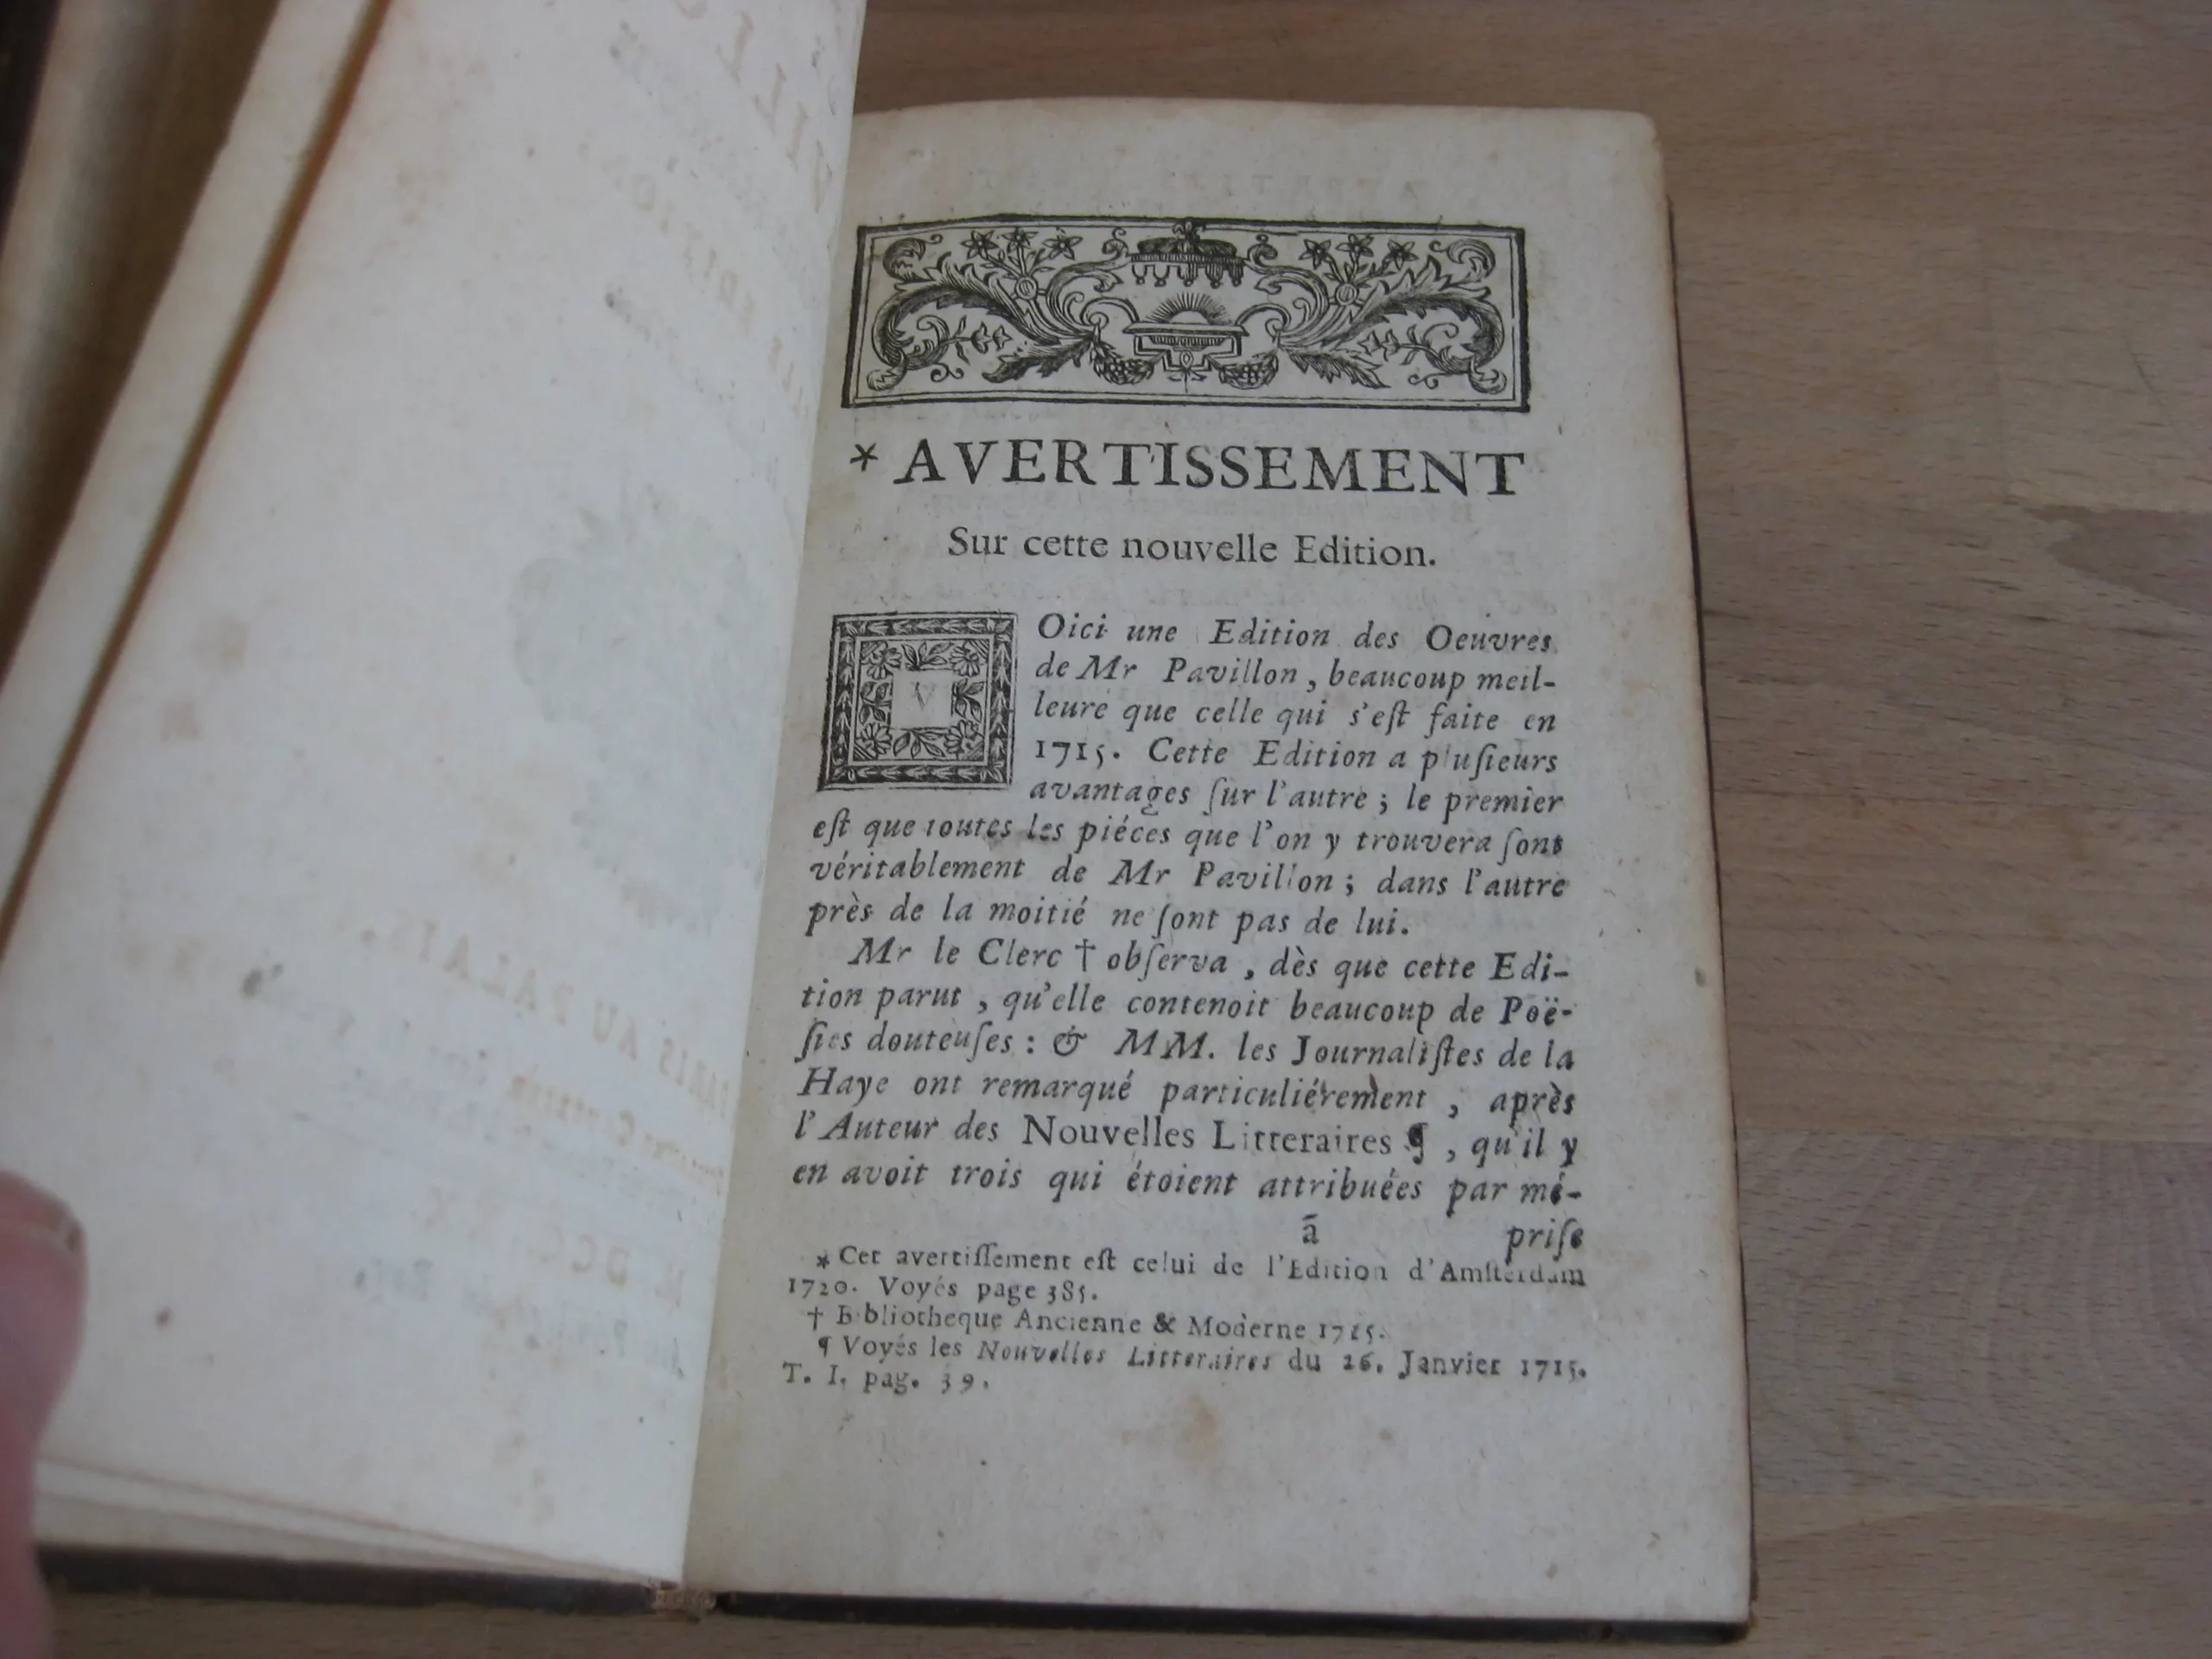 * AVERTISSEMENT
Sur cette nouvelle Edition.
VOici une Edition des Oeuvres
de Mr Pavillon, beaucoup meil-
leure que celle qui s'eſt faite en
1715. Cette Edition a pluſieurs
avantages ſur l'autre ; le premier
eſt que toutes les piéces que l'on y trouvera ſont
véritablement de Mr Pavillon ; dans l'autre
près de la moitié ne ſont pas de lui.
Mr le Clerc † obſerva , dès que cette Edi-
tion parut , qu'elle contenoit beaucoup de Poë-
ſies douteuſes : & MM. les Journaliſtes de la
Haye ont remarqué particuliérement , après
l'Auteur des Nouvelles Litteraires ¶ , qu'il y
en avoit trois qui étoient attribuées par mé-
ā priſe
* Cet avertiſſement eſt celui de l'Edition d'Amſterdam
1720. Voyés page 385.
† Bibliotheque Ancienne & Moderne 1715.
¶ Voyés les Nouvelles Litteraires du 26. Janvier 1715.
T. I. pag. 39.